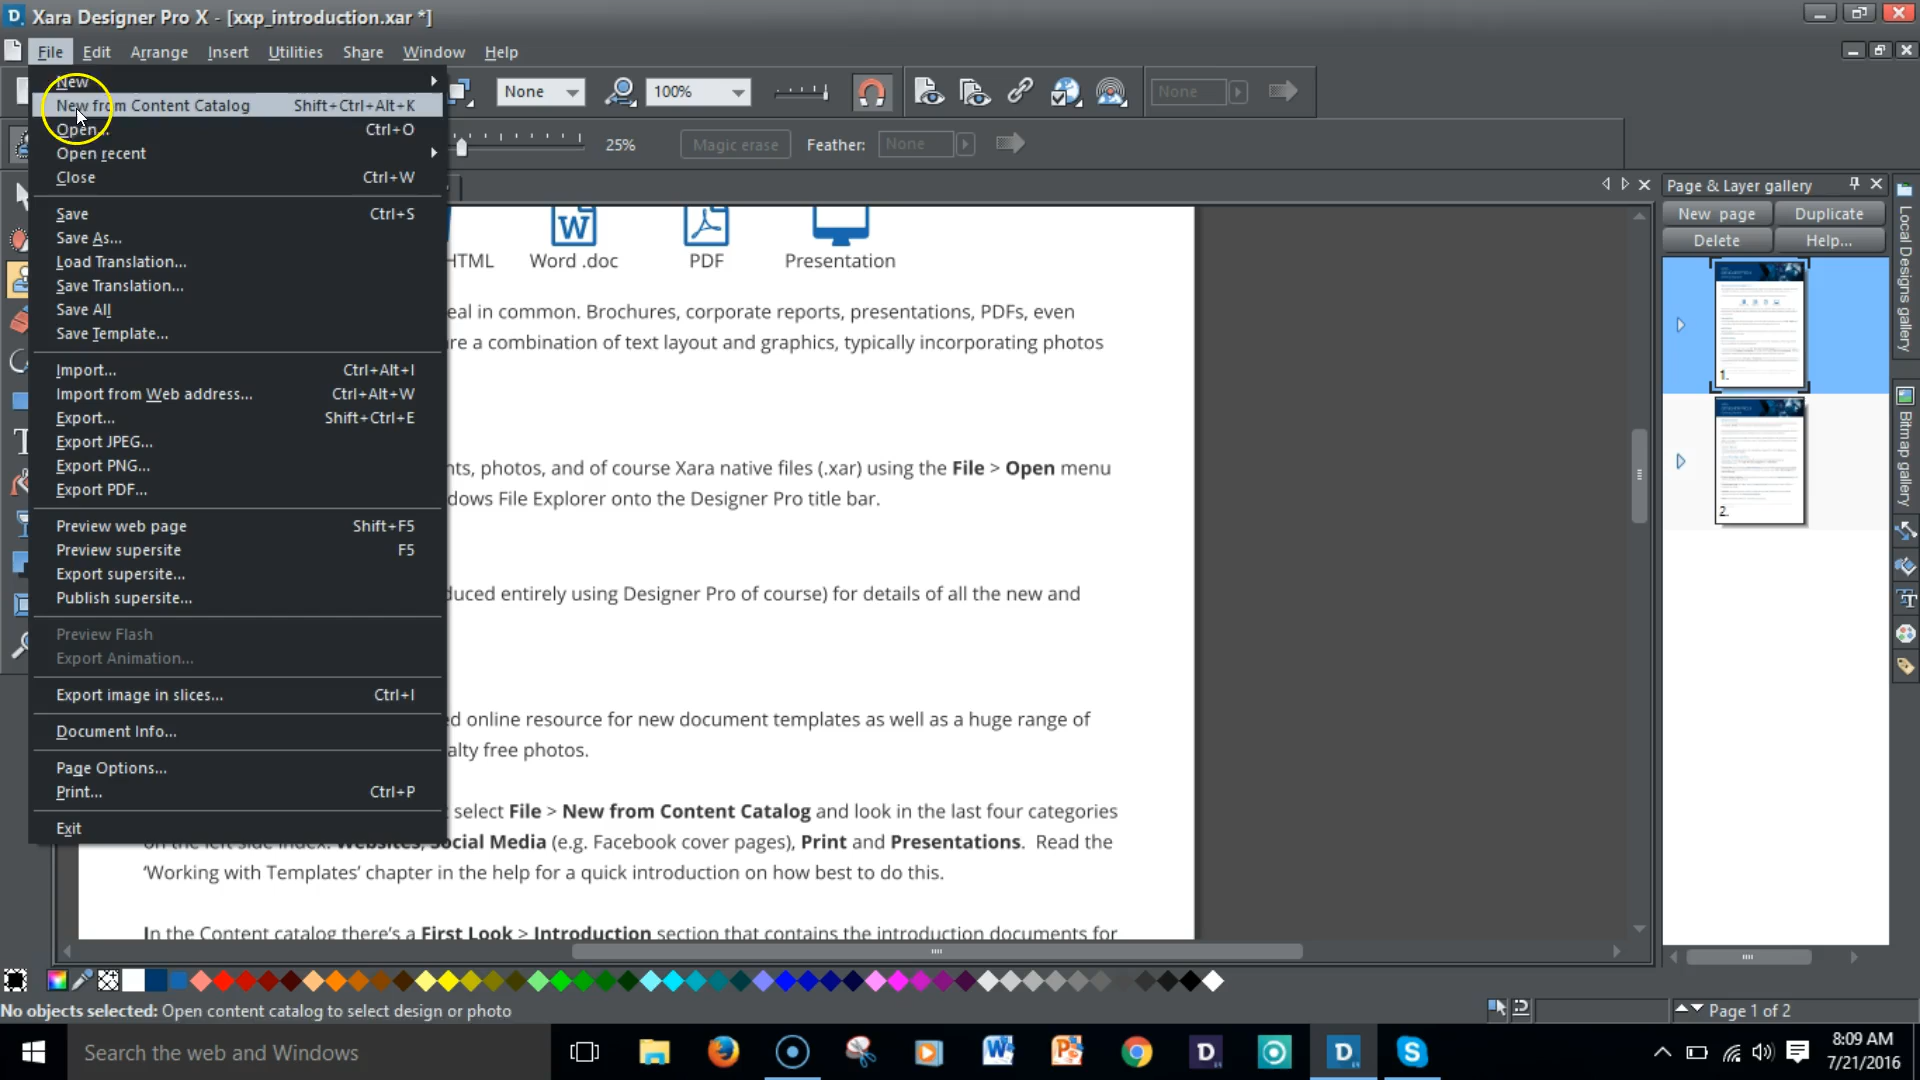 Xara Designer Pro X - [xxp_introduction.xar *]
File Edit Arrange Insert Utilities Share Window Help
None 100% None
25% Magic erase Feather: None
New
New from Content Catalog Shift+Ctrl+Alt+K
Open... Ctrl+O
Open recent
Close Ctrl+W
Save Ctrl+S
Save As...
Load Translation...
Save Translation...
Save All
Save Template...
Import... Ctrl+Alt+I
Import from Web address... Ctrl+Alt+W
Export... Shift+Ctrl+E
Export JPEG...
Export PNG...
Export PDF...
Preview web page Shift+F5
Preview supersite F5
Export supersite...
Publish supersite...
Preview Flash
Export Animation...
Export image in slices... Ctrl+I
Document Info...
Page Options...
Print... Ctrl+P
Exit
HTML Word .doc PDF Presentation
eal in common. Brochures, corporate reports, presentations, PDFs, even
re a combination of text layout and graphics, typically incorporating photos
nts, photos, and of course Xara native files (.xar) using the File > Open menu
dows File Explorer onto the Designer Pro title bar.
duced entirely using Designer Pro of course) for details of all the new and
ed online resource for new document templates as well as a huge range of
alty free photos.
select File > New from Content Catalog and look in the last four categories
on the left side index: Websites, Social Media (e.g. Facebook cover pages), Print and Presentations. Read the
‘Working with Templates’ chapter in the help for a quick introduction on how best to do this.
In the Content catalog there’s a First Look > Introduction section that contains the introduction documents for
Page & Layer gallery
New page Duplicate
Delete Help...
1.
2.
Local Designs gallery
Bitmap gallery
No objects selected: Open content catalog to select design or photo
Page 1 of 2
Search the web and Windows
8:09 AM
7/21/2016